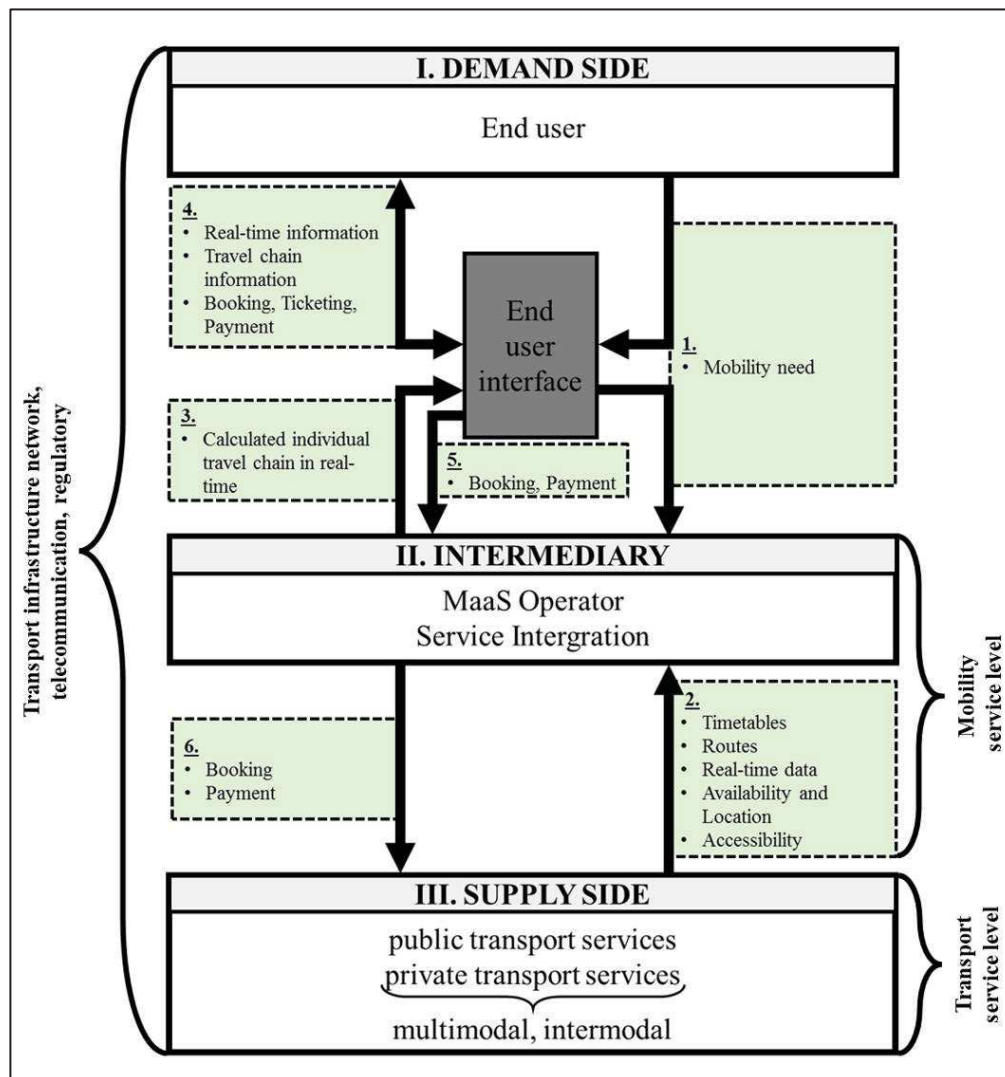 I. DEMAND SIDE
End user
4.
• Real-time information
• Travel chain
information
• Booking, Ticketing,
Payment
End
user
interface
1.
• Mobility need
3.
• Calculated individual
travel chain in real-
time
5.
• Booking, Payment
II. INTERMEDIARY
MaaS Operator
Service Intergration
6.
• Booking
• Payment
2.
• Timetables
• Routes
• Real-time data
• Availability and
Location
• Accessibility
III. SUPPLY SIDE
public transport services
private transport services
multimodal, intermodal
Transport infrastructure network,
telecommunication, regulatory
Mobility
service level
Transport
service level